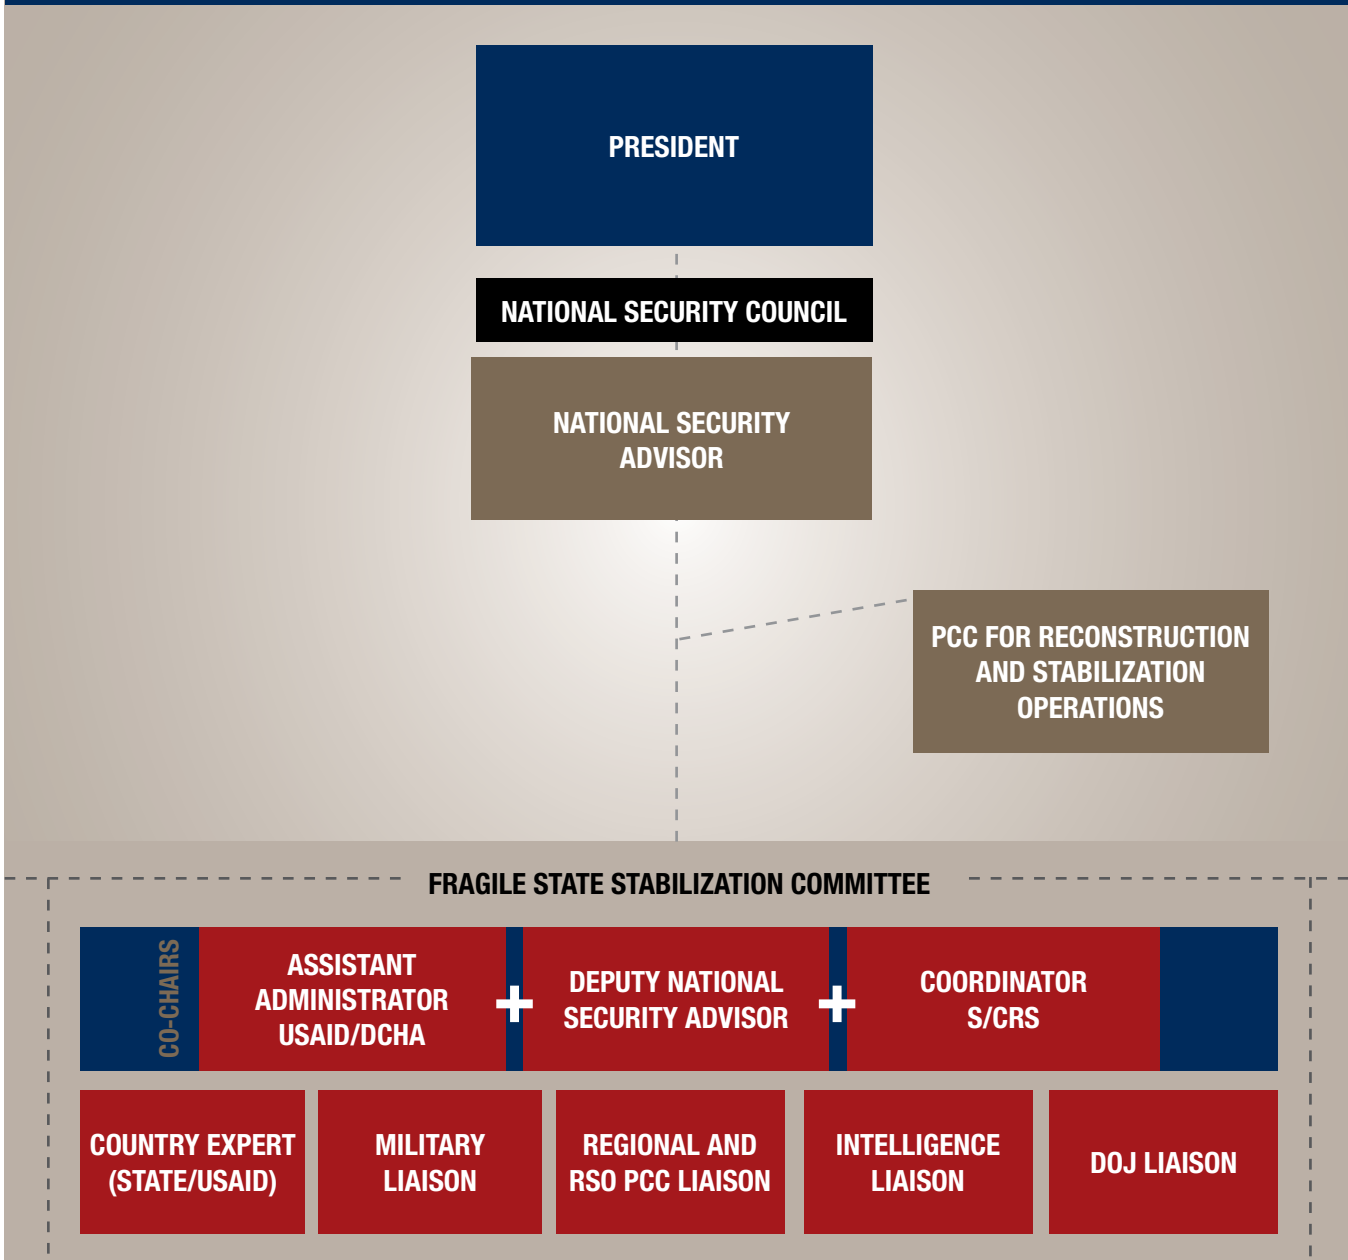 PRESIDENT
NATIONAL SECURITY COUNCIL
NATIONAL SECURITY
ADVISOR
PCC FOR RECONSTRUCTION
AND STABILIZATION
OPERATIONS
FRAGILE STATE STABILIZATION COMMITTEE
CO-CHAIRS
ASSISTANT
ADMINISTRATOR
USAID/DCHA
+
DEPUTY NATIONAL
SECURITY ADVISOR
+
COORDINATOR
S/CRS
COUNTRY EXPERT
(STATE/USAID)
MILITARY
LIAISON
REGIONAL AND
RSO PCC LIAISON
INTELLIGENCE
LIAISON
DOJ LIAISON